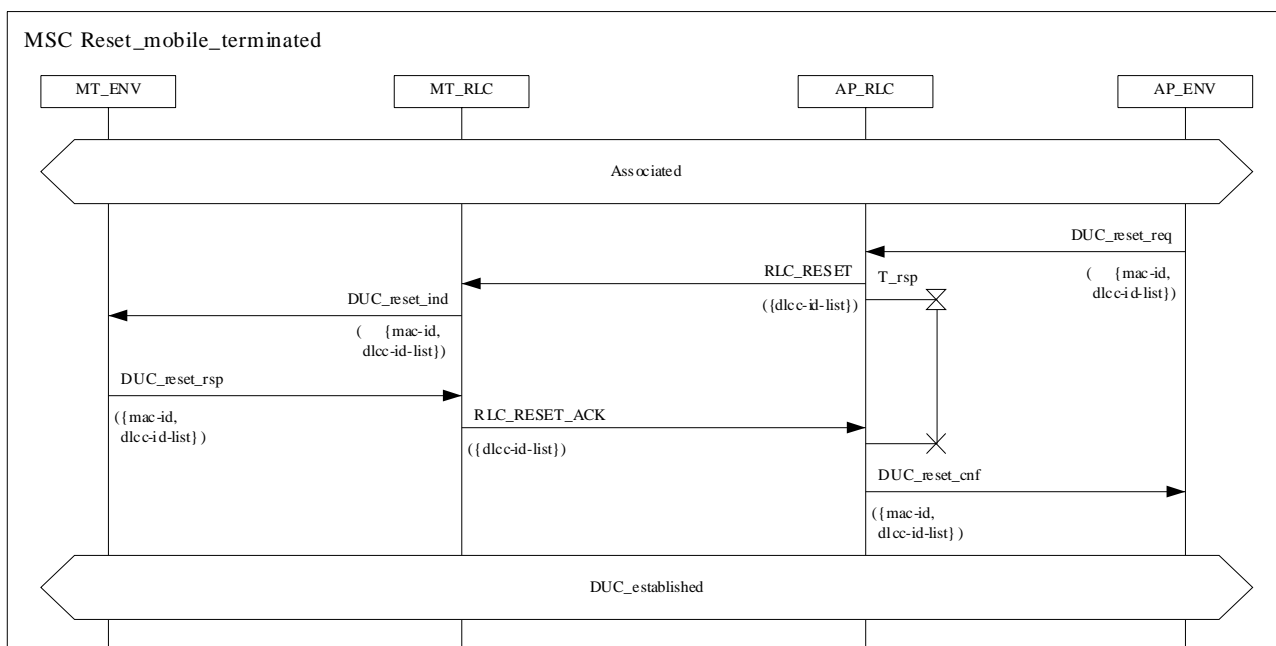 MSC Reset_mobile_terminated
MT_ENV
MT_RLC
AP_RLC
AP_ENV
Associated
DUC_reset_req
( {mac-id,
dlcc-id-list})
RLC_RESET
({dlcc-id-list})
T_rsp
DUC_reset_ind
( {mac-id,
dlcc-id-list})
DUC_reset_rsp
({mac-id,
dlcc-id-list})
RLC_RESET_ACK
({dlcc-id-list})
DUC_reset_cnf
({mac-id,
dlcc-id-list})
DUC_established